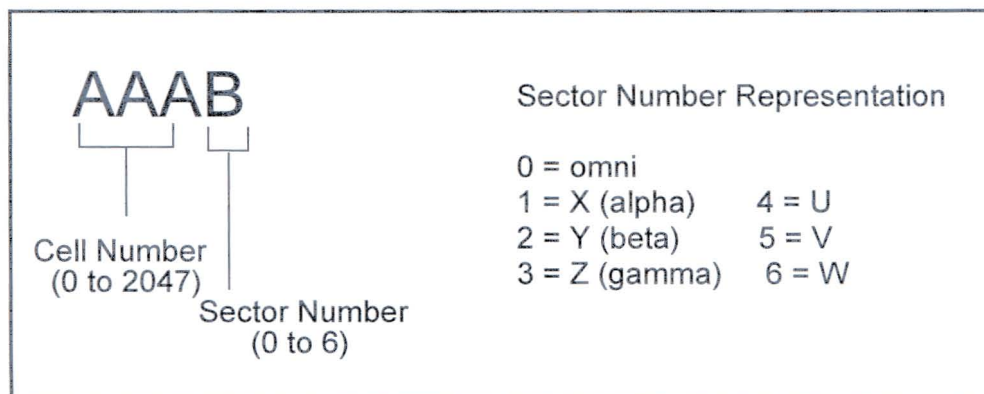 AAAB
Cell Number
(0 to 2047)
Sector Number
(0 to 6)
Sector Number Representation
0 = omni
1 = X (alpha) 4 = U
2 = Y (beta) 5 = V
3 = Z (gamma) 6 = W